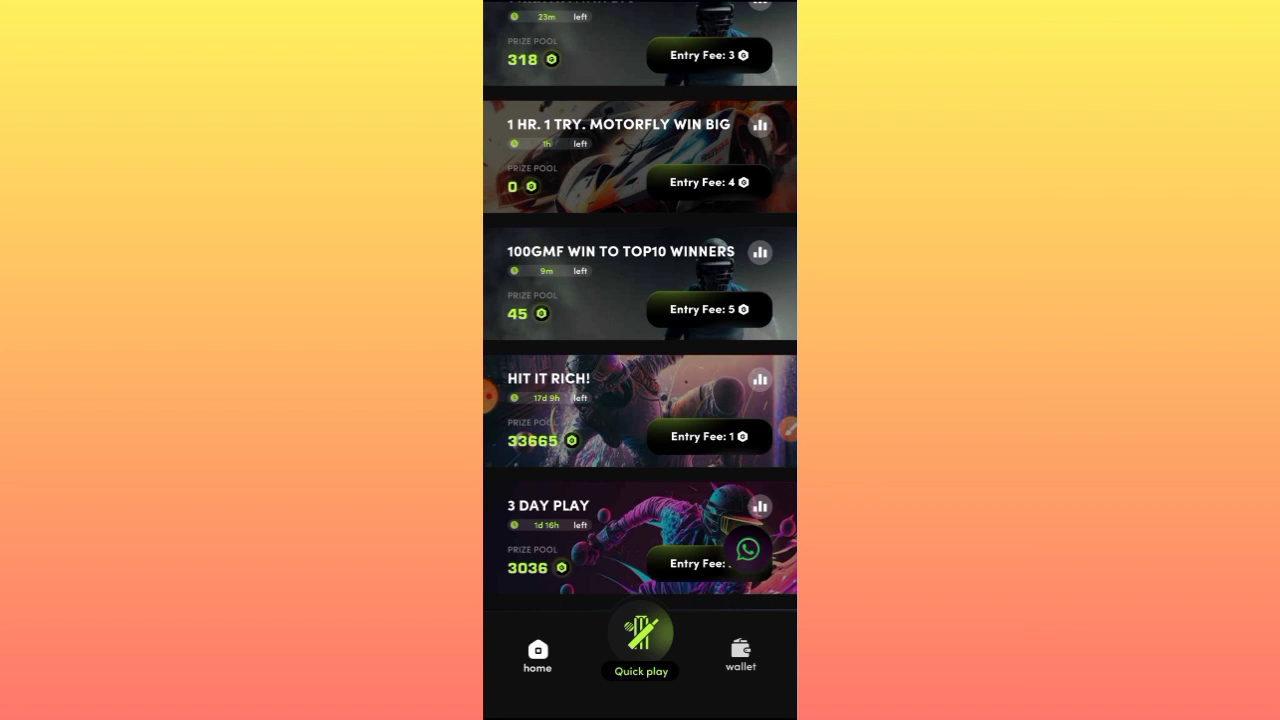 23m left
PRIZE POOL
318
Entry Fee: 3
1 HR. 1 TRY. MOTORFLY WIN BIG
1h left
PRIZE POOL
0
Entry Fee: 4
100GMF WIN TO TOP10 WINNERS
9m left
PRIZE POOL
45
Entry Fee: 5
HIT IT RICH!
17d 9h left
PRIZE POOL
33665
Entry Fee: 1
3 DAY PLAY
1d 16h left
PRIZE POOL
3036
Entry Fee:
home
Quick play
wallet